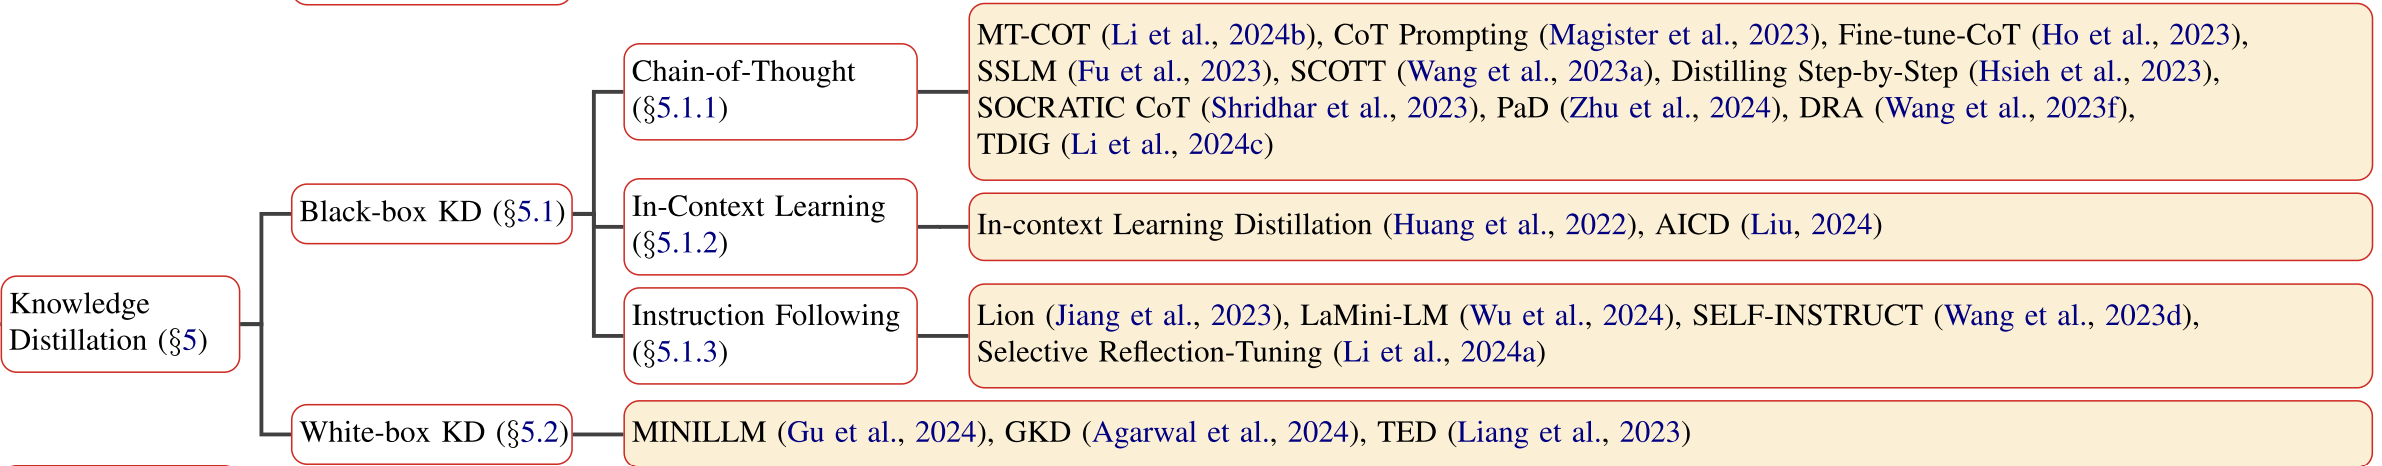 MT-COT (Li et al., 2024b), CoT Prompting (Magister et al., 2023), Fine-tune-CoT (Ho et al., 2023),
SSLM (Fu et al., 2023), SCOTT (Wang et al., 2023a), Distilling Step-by-Step (Hsieh et al., 2023),
SOCRATIC CoT (Shridhar et al., 2023), PaD (Zhu et al., 2024), DRA (Wang et al., 2023f),
TDIG (Li et al., 2024c)
Chain-of-Thought
(§5.1.1)
Black-box KD (§5.1)
In-Context Learning
(§5.1.2)
In-context Learning Distillation (Huang et al., 2022), AICD (Liu, 2024)
Knowledge
Distillation (§5)
Instruction Following
(§5.1.3)
Lion (Jiang et al., 2023), LaMini-LM (Wu et al., 2024), SELF-INSTRUCT (Wang et al., 2023d),
Selective Reflection-Tuning (Li et al., 2024a)
White-box KD (§5.2)
MINILLM (Gu et al., 2024), GKD (Agarwal et al., 2024), TED (Liang et al., 2023)